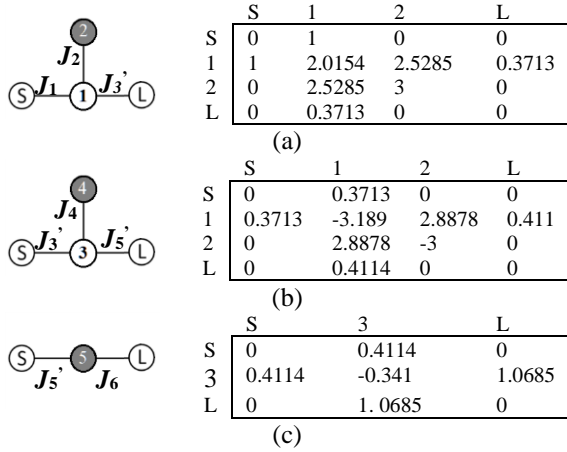 2
J2
S J1 1 J3' L
S 1 2 L
S 0 1 0 0
1 1 2.0154 2.5285 0.3713
2 0 2.5285 3 0
L 0 0.3713 0 0
(a)
4
J4
S J3' 3 J5' L
S 1 2 L
S 0 0.3713 0 0
1 0.3713 -3.189 2.8878 0.411
2 0 2.8878 -3 0
L 0 0.4114 0 0
(b)
S 5 L
J5' J6
S 3 L
S 0 0.4114 0
3 0.4114 -0.341 1.0685
L 0 1. 0685 0
(c)